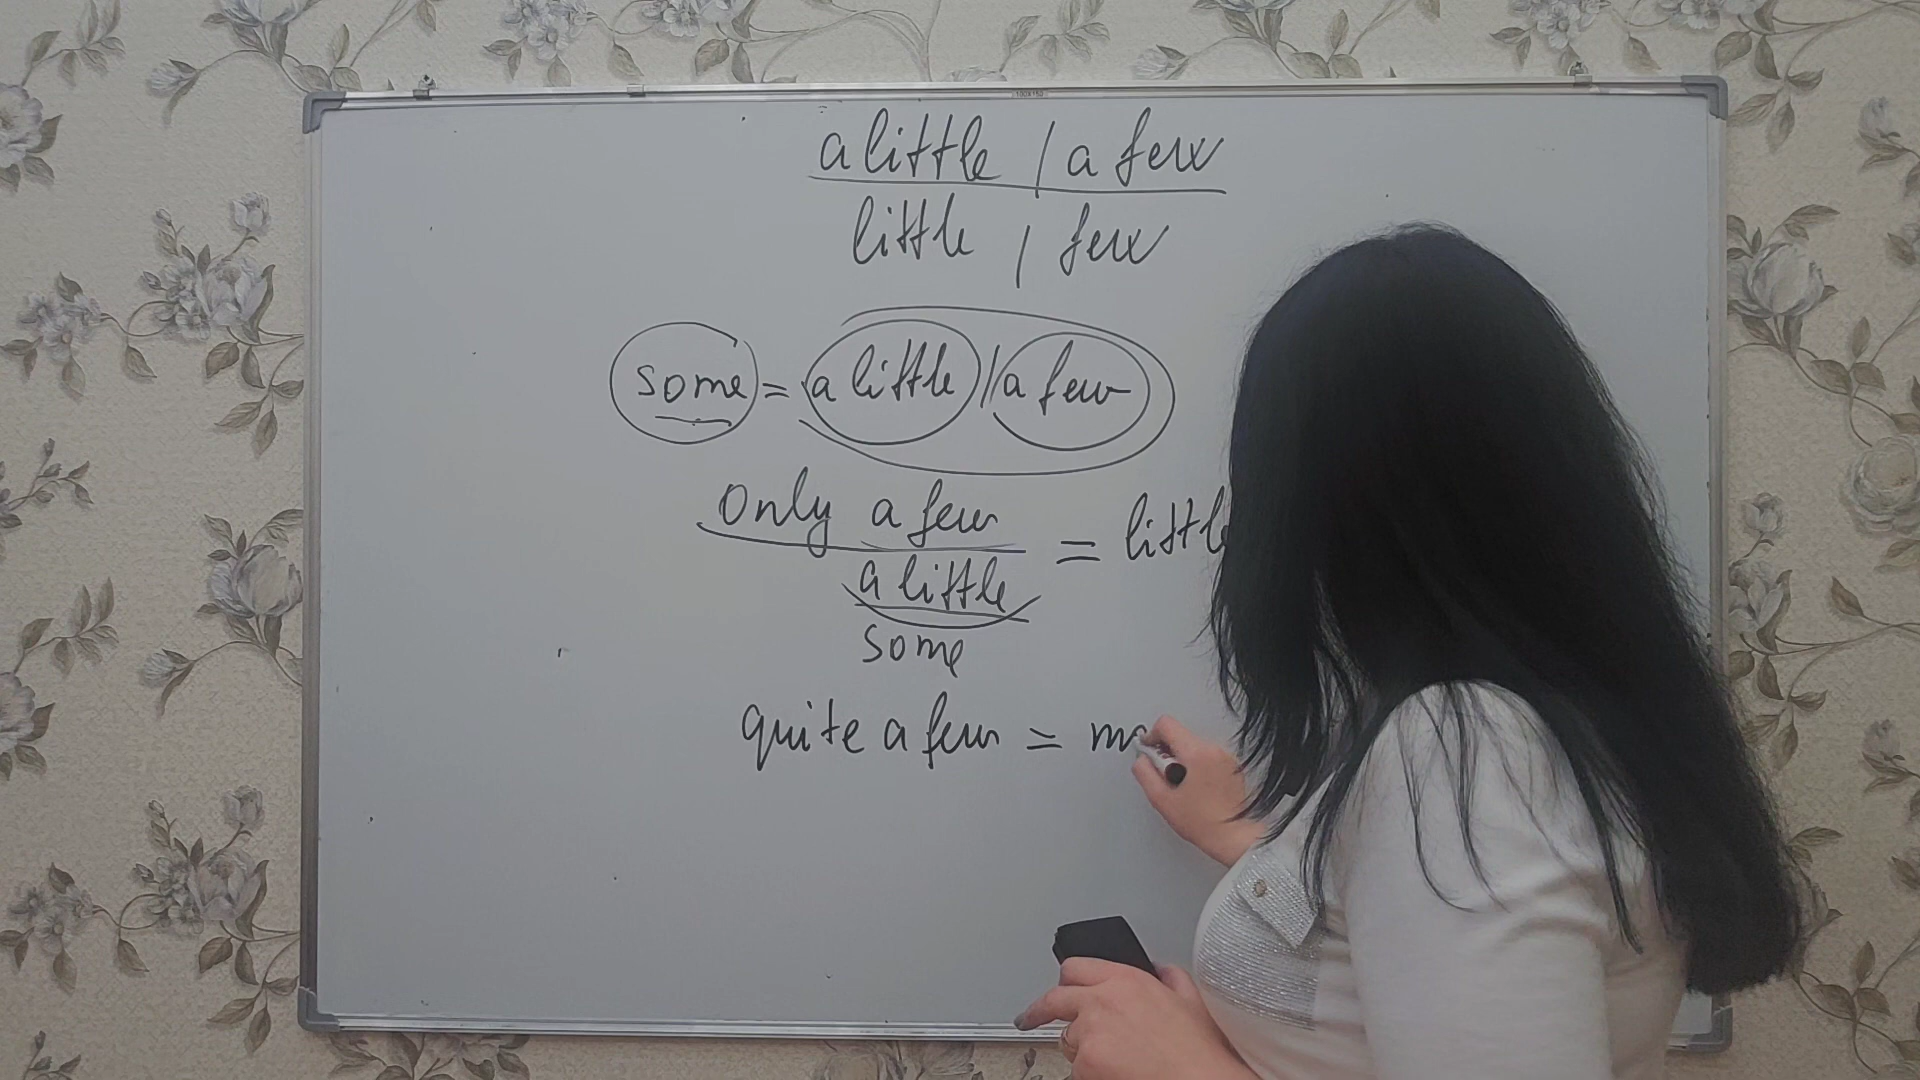 a little / a few
little / few
some = a little / a few
only a few = little
a little
some
quite a few =